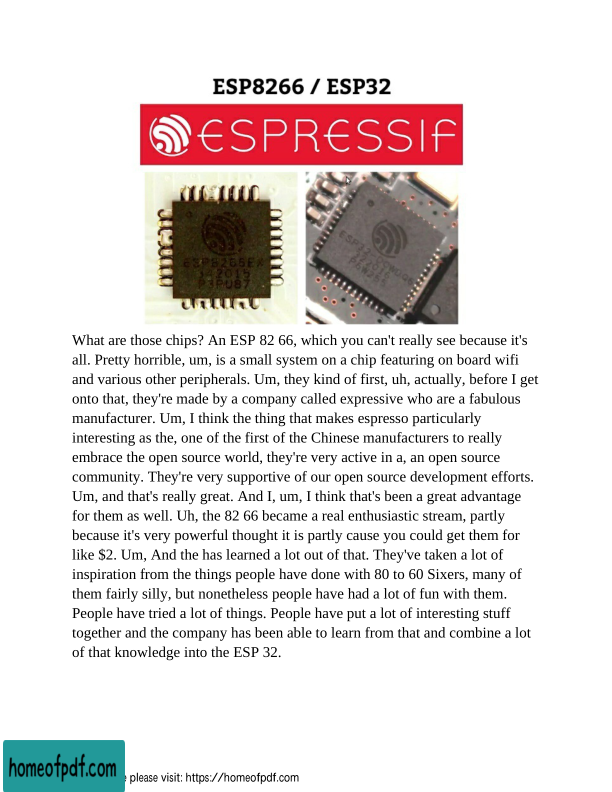 ESP8266 / ESP32
ESPRESSIF
What are those chips? An ESP 82 66, which you can't really see because it's
all. Pretty horrible, um, is a small system on a chip featuring on board wifi
and various other peripherals. Um, they kind of first, uh, actually, before I get
onto that, they're made by a company called expressive who are a fabulous
manufacturer. Um, I think the thing that makes espresso particularly
interesting as the, one of the first of the Chinese manufacturers to really
embrace the open source world, they're very active in a, an open source
community. They're very supportive of our open source development efforts.
Um, and that's really great. And I, um, I think that's been a great advantage
for them as well. Uh, the 82 66 became a real enthusiastic stream, partly
because it's very powerful thought it is partly cause you could get them for
like $2. Um, And the has learned a lot out of that. They've taken a lot of
inspiration from the things people have done with 80 to 60 Sixers, many of
them fairly silly, but nonetheless people have had a lot of fun with them.
People have tried a lot of things. People have put a lot of interesting stuff
together and the company has been able to learn from that and combine a lot
of that knowledge into the ESP 32.
homeofpdf.com
please visit: https://homeofpdf.com